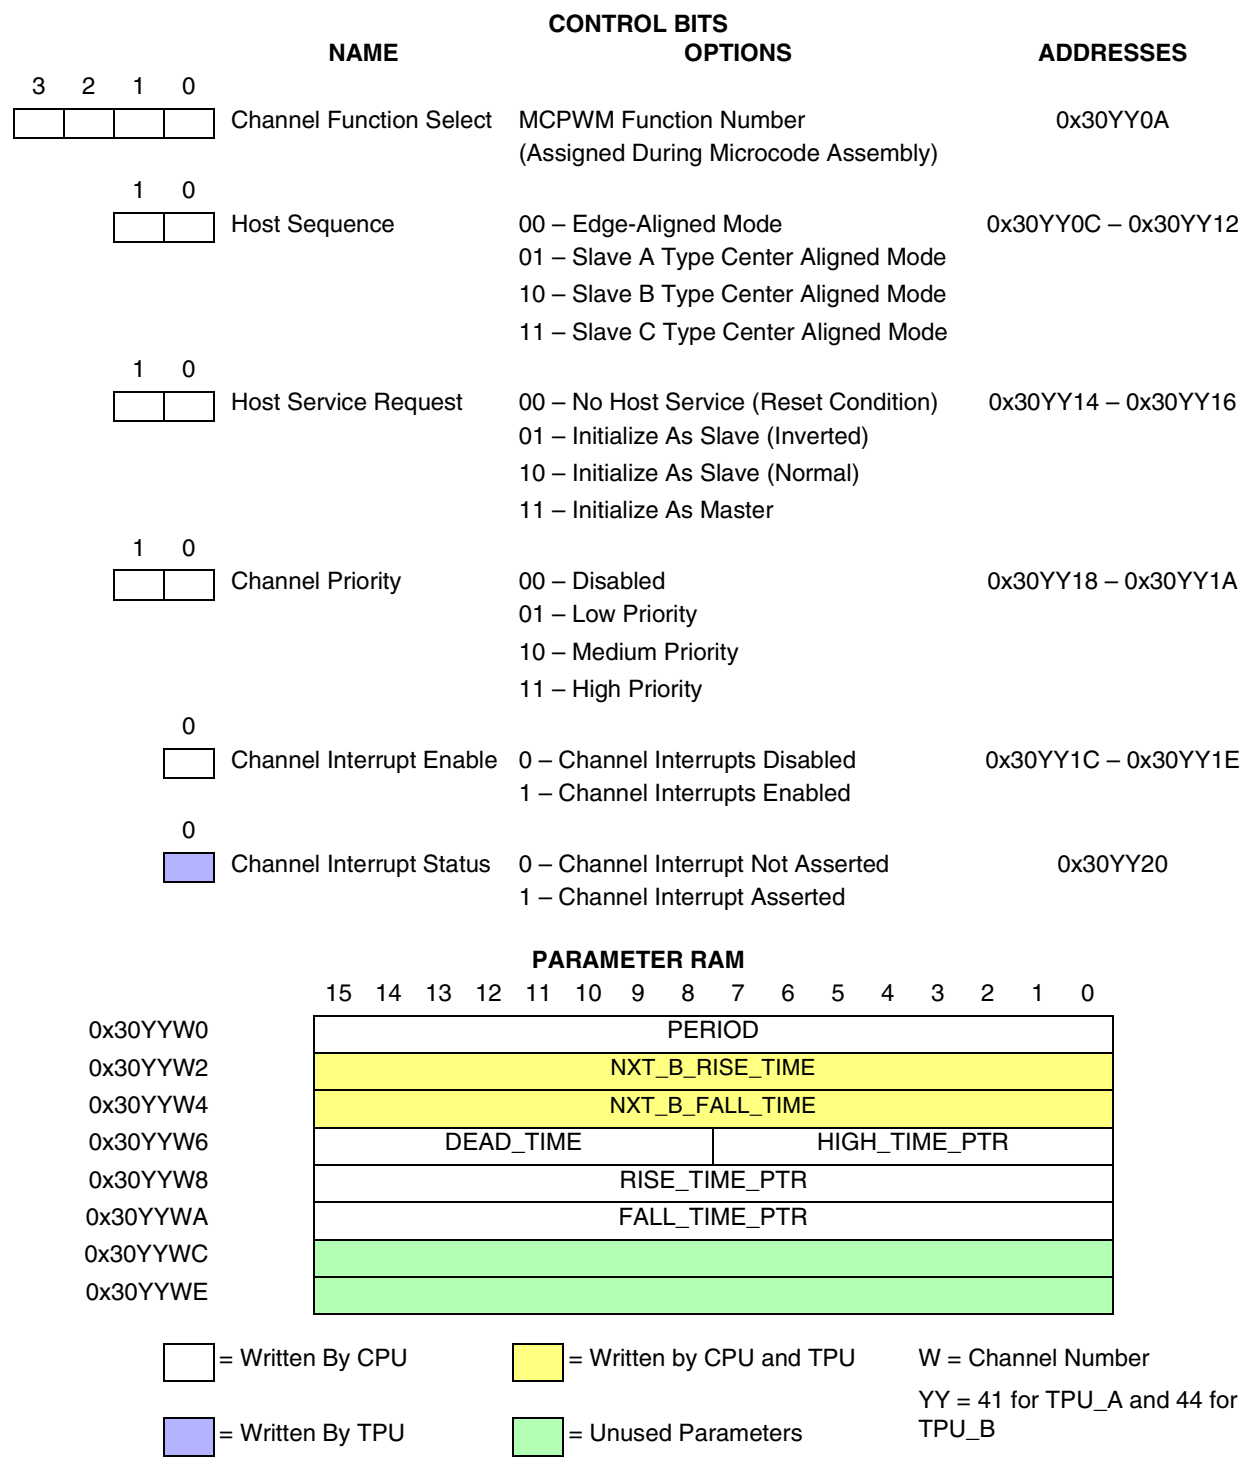 CONTROL BITS
NAME OPTIONS ADDRESSES
3 2 1 0
Channel Function Select MCPWM Function Number 0x30YY0A
(Assigned During Microcode Assembly)
1 0
Host Sequence 00 – Edge-Aligned Mode 0x30YY0C – 0x30YY12
01 – Slave A Type Center Aligned Mode
10 – Slave B Type Center Aligned Mode
11 – Slave C Type Center Aligned Mode
1 0
Host Service Request 00 – No Host Service (Reset Condition) 0x30YY14 – 0x30YY16
01 – Initialize As Slave (Inverted)
10 – Initialize As Slave (Normal)
11 – Initialize As Master
1 0
Channel Priority 00 – Disabled 0x30YY18 – 0x30YY1A
01 – Low Priority
10 – Medium Priority
11 – High Priority
0
Channel Interrupt Enable 0 – Channel Interrupts Disabled 0x30YY1C – 0x30YY1E
1 – Channel Interrupts Enabled
0
Channel Interrupt Status 0 – Channel Interrupt Not Asserted 0x30YY20
1 – Channel Interrupt Asserted
PARAMETER RAM
15 14 13 12 11 10 9 8 7 6 5 4 3 2 1 0
0x30YYW0 PERIOD
0x30YYW2 NXT_B_RISE_TIME
0x30YYW4 NXT_B_FALL_TIME
0x30YYW6 DEAD_TIME HIGH_TIME_PTR
0x30YYW8 RISE_TIME_PTR
0x30YYWA FALL_TIME_PTR
0x30YYWC
0x30YYWE
= Written By CPU = Written by CPU and TPU W = Channel Number
YY = 41 for TPU_A and 44 for
= Written By TPU = Unused Parameters TPU_B